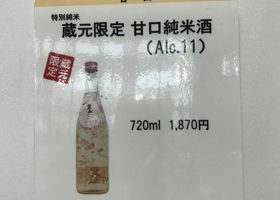 特別純米
蔵元限定 甘口純米酒
(Alc.11)
蔵元
限定
720ml 1,870円